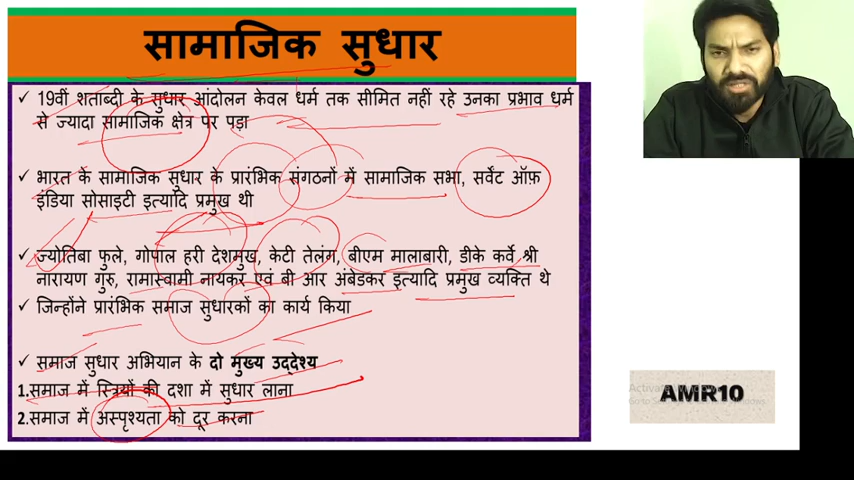 सामाजिक सुधार
✓ 19वीं शताब्दी के सुधार आंदोलन केवल धर्म तक सीमित नहीं रहे उनका प्रभाव धर्म
से ज्यादा सामाजिक क्षेत्र पर पड़ा
✓ भारत के सामाजिक सुधार के प्रारंभिक संगठनों में सामाजिक सभा, सर्वेंट ऑफ़
इंडिया सोसाइटी इत्यादि प्रमुख थी
✓ ज्योतिबा फुले, गोपाल हरी देशमुख, केटी तेलंग, बीएम मालाबारी, डीके कर्वे श्री
नारायण गुरु, रामास्वामी नायकर एवं बी आर अंबेडकर इत्यादि प्रमुख व्यक्ति थे
✓ जिन्होंने प्रारंभिक समाज सुधारकों का कार्य किया
✓ समाज सुधार अभियान के दो मुख्य उद्देश्य
1.समाज में स्त्रियों की दशा में सुधार लाना
2.समाज में अस्पृश्यता को दूर करना
AMR10